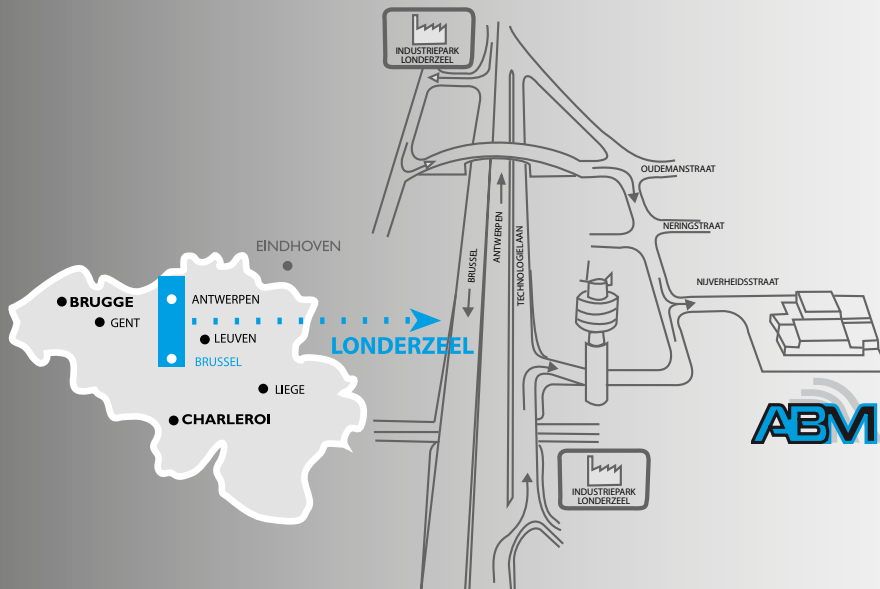 INDUSTRIEPARK
LONDERZEEL
OUDEMANSTRAAT
NERINGSTRAAT
NIJVERHEIDSSTRAAT
BRUSSEL
ANTWERPEN
TECHNOLOGIELAAN
EINDHOVEN
BRUGGE
ANTWERPEN
GENT
LEUVEN
BRUSSEL
LONDERZEEL
LIEGE
CHARLEROI
ABM
INDUSTRIEPARK
LONDERZEEL